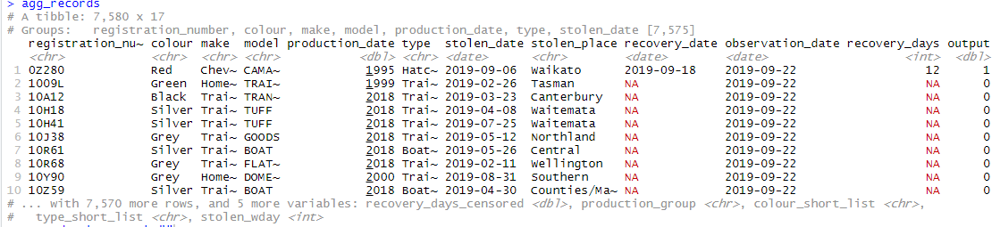 > agg_records
# A tibble: 7,580 x 17
# Groups: registration_number, colour, make, model, production_date, type, stolen_date [7,575]
registration_nu~ colour make model production_date type stolen_date stolen_place recovery_date observation_date recovery_days output
<chr> <chr> <chr> <chr> <dbl> <chr> <date> <chr> <date> <date> <int> <dbl>
1 0Z280 Red Chev~ CAMA~ 1995 Hatc~ 2019-09-06 Waikato 2019-09-18 2019-09-22 12 1
2 1009L Green Home~ TRAI~ 1999 Trai~ 2019-02-26 Tasman NA 2019-09-22 NA 0
3 10A12 Black Trai~ TRAN~ 2018 Trai~ 2019-03-23 Canterbury NA 2019-09-22 NA 0
4 10H18 Silver Trai~ TUFF 2018 Trai~ 2019-04-08 Waitemata NA 2019-09-22 NA 0
5 10H41 Silver Trai~ TUFF 2018 Trai~ 2019-07-25 Waitemata NA 2019-09-22 NA 0
6 10J38 Grey Trai~ GOODS 2018 Trai~ 2019-05-12 Northland NA 2019-09-22 NA 0
7 10R61 Silver Trai~ BOAT 2018 Boat~ 2019-05-26 Central NA 2019-09-22 NA 0
8 10R68 Grey Trai~ FLAT~ 2018 Trai~ 2019-02-11 Wellington NA 2019-09-22 NA 0
9 10Y90 Grey Home~ DOME~ 2000 Trai~ 2019-08-31 Southern NA 2019-09-22 NA 0
10 10Z59 Silver Trai~ BOAT 2018 Boat~ 2019-04-30 Counties/Ma~ NA 2019-09-22 NA 0
# ... with 7,570 more rows, and 5 more variables: recovery_days_censored <dbl>, production_group <chr>, colour_short_list <chr>,
# type_short_list <chr>, stolen_wday <int>